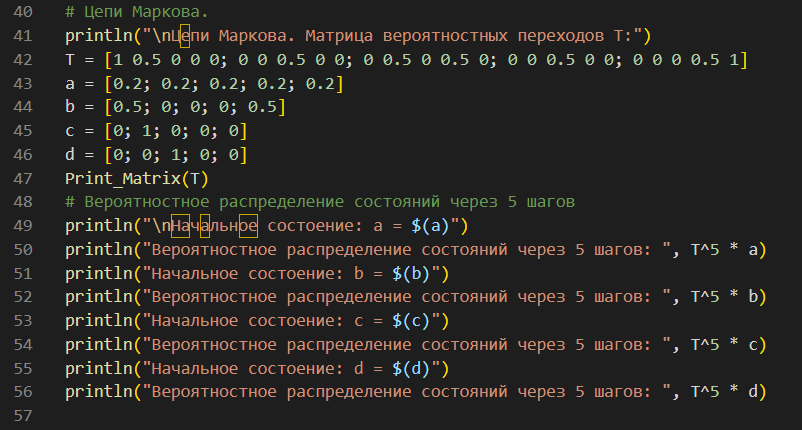 40 # Цепи Маркова.
41 println("\nЦепи Маркова. Матрица вероятностных переходов T:")
42 T = [1 0.5 0 0 0; 0 0 0.5 0 0; 0 0.5 0 0.5 0; 0 0 0.5 0 0; 0 0 0 0.5 1]
43 a = [0.2; 0.2; 0.2; 0.2; 0.2]
44 b = [0.5; 0; 0; 0; 0.5]
45 c = [0; 1; 0; 0; 0]
46 d = [0; 0; 1; 0; 0]
47 Print_Matrix(T)
48 # Вероятностное распределение состояний через 5 шагов
49 println("\nНачальное состоение: a = $(a)")
50 println("Вероятностное распределение состояний через 5 шагов: ", T^5 * a)
51 println("Начальное состоение: b = $(b)")
52 println("Вероятностное распределение состояний через 5 шагов: ", T^5 * b)
53 println("Начальное состоение: c = $(c)")
54 println("Вероятностное распределение состояний через 5 шагов: ", T^5 * c)
55 println("Начальное состоение: d = $(d)")
56 println("Вероятностное распределение состояний через 5 шагов: ", T^5 * d)
57